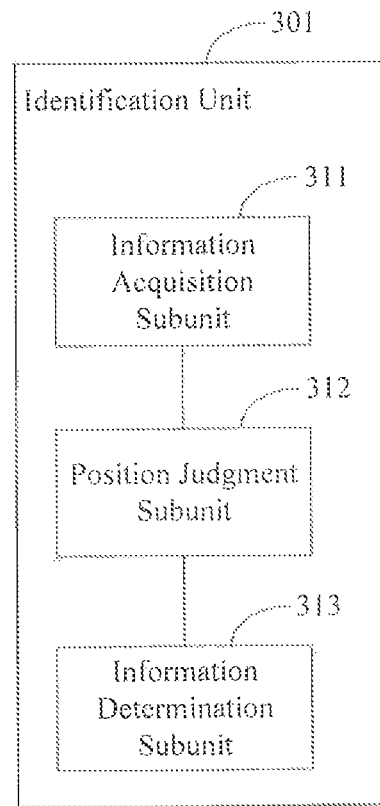 301
Identification Unit
311
Information
Acquisition
Subunit
312
Position Judgment
Subunit
313
Information
Determination
Subunit